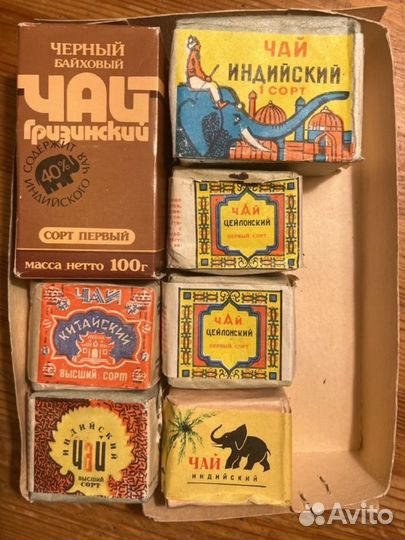 ЧЕРНЫЙ
БАЙХОВЫЙ
ЧАЙ
Грузинский
СОДЕРЖИТ
40%
ЧАЯ
ИНДИЙСКОГО
СОРТ ПЕРВЫЙ
масса нетто 100г
ЧАЙ
ИНДИЙСКИЙ
1 СОРТ
ЧАЙ
ЦЕЙЛОНСКИЙ
ПЕРВЫЙ СОРТ
ЧАЙ
КИТАЙСКИЙ
ВЫСШИЙ СОРТ
ЧАЙ
ЦЕЙЛОНСКИЙ
ПЕРВЫЙ СОРТ
ИНДИЙСКИЙ
ЧАЙ
ВЫСШИЙ
СОРТ
ЧАЙ
ИНДИЙСКИЙ
Avito